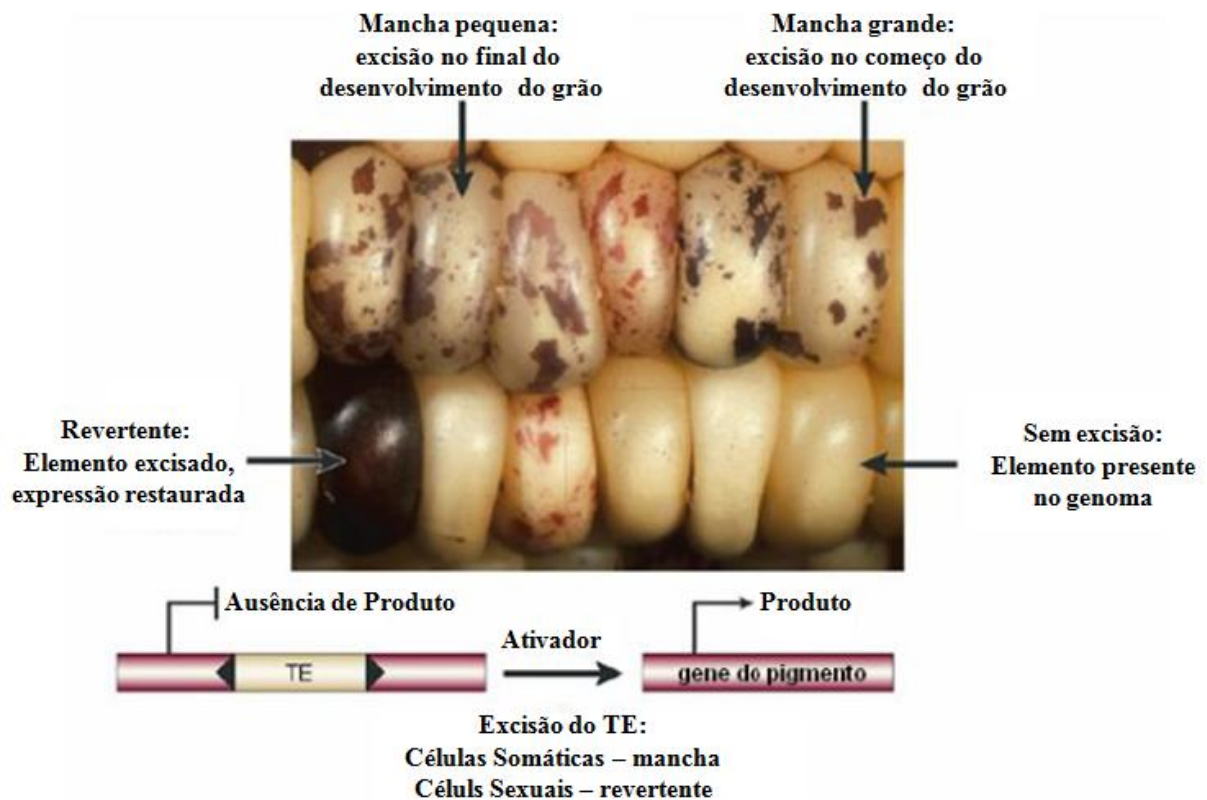 Mancha pequena:
excisão no final do
desenvolvimento do grão
Mancha grande:
excisão no começo do
desenvolvimento do grão
Revertente:
Elemento excisado,
expressão restaurada
Sem excisão:
Elemento presente
no genoma
Ausência de Produto
Ativador
Produto
TE
gene do pigmento
Excisão do TE:
Células Somáticas – mancha
Céluls Sexuais – revertente